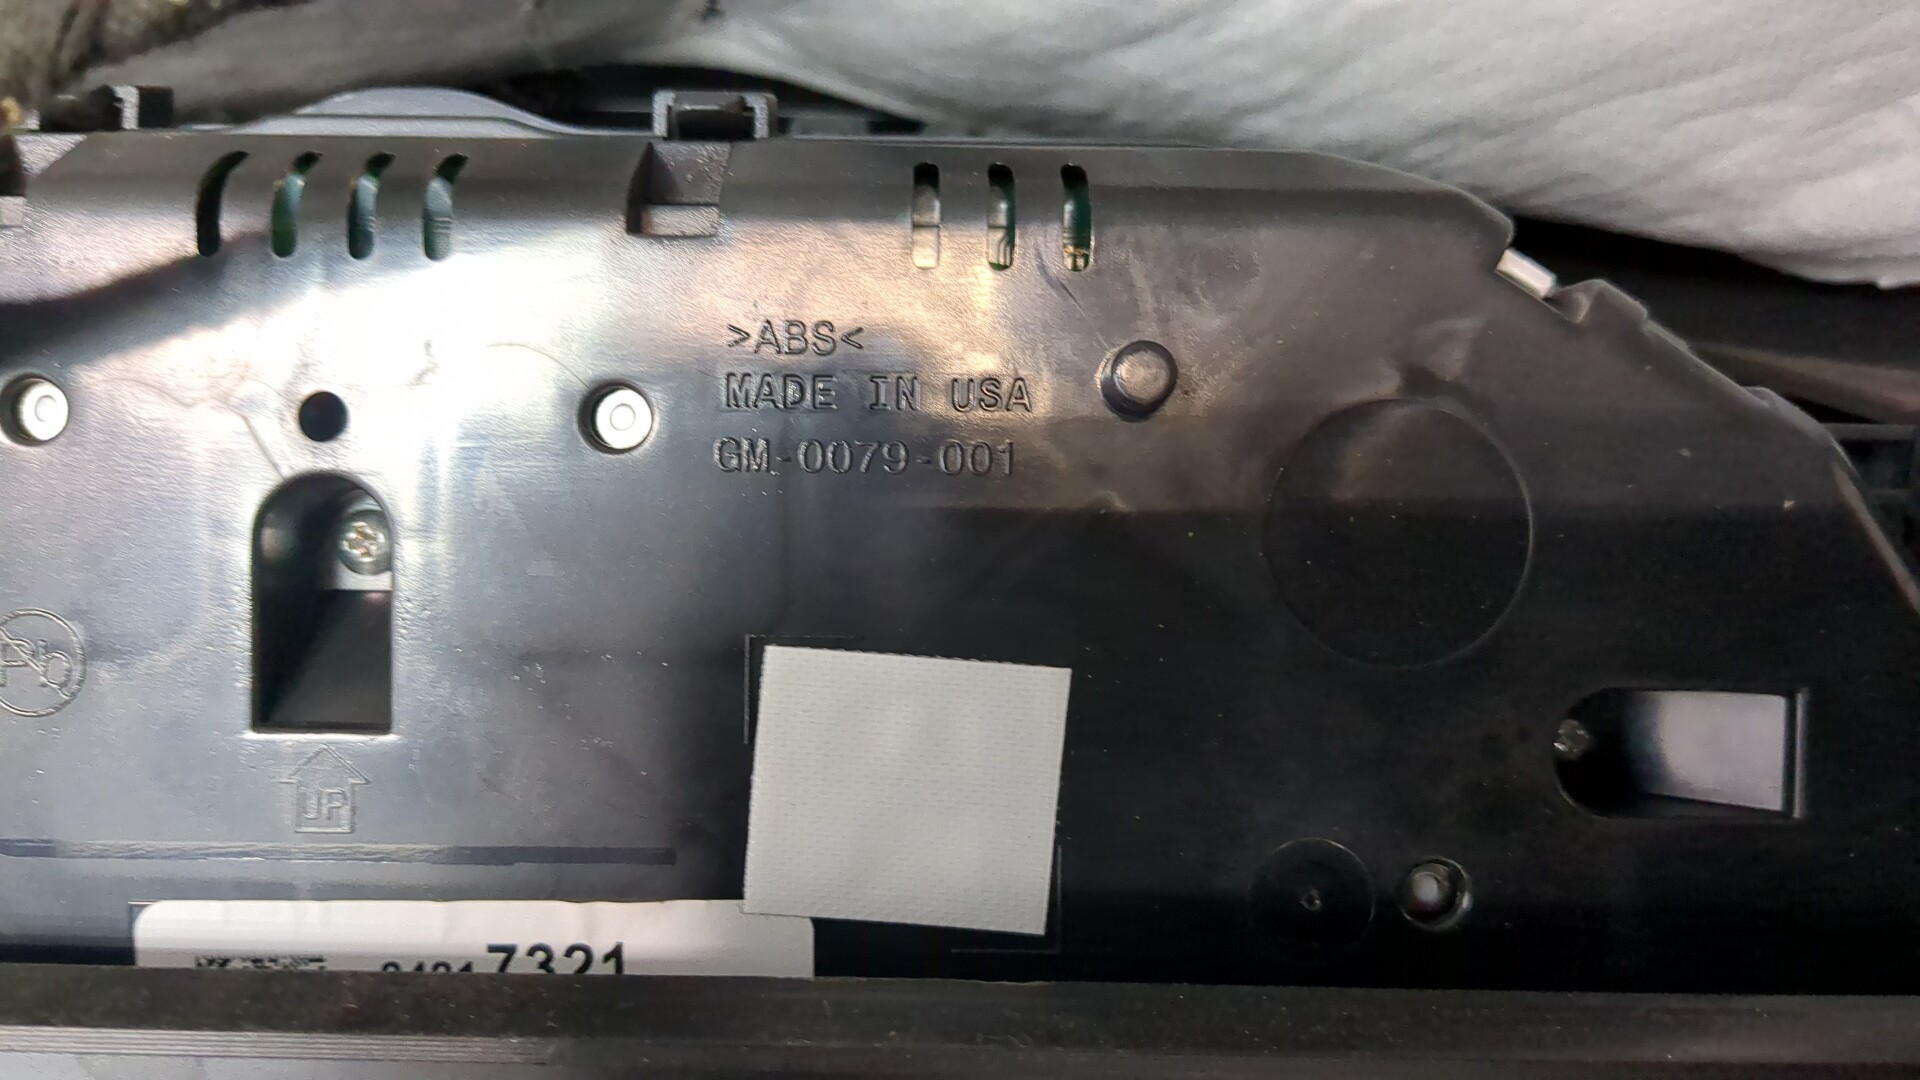 >ABS<
MADE IN USA
GM-0079-001
Pb
UP
7321